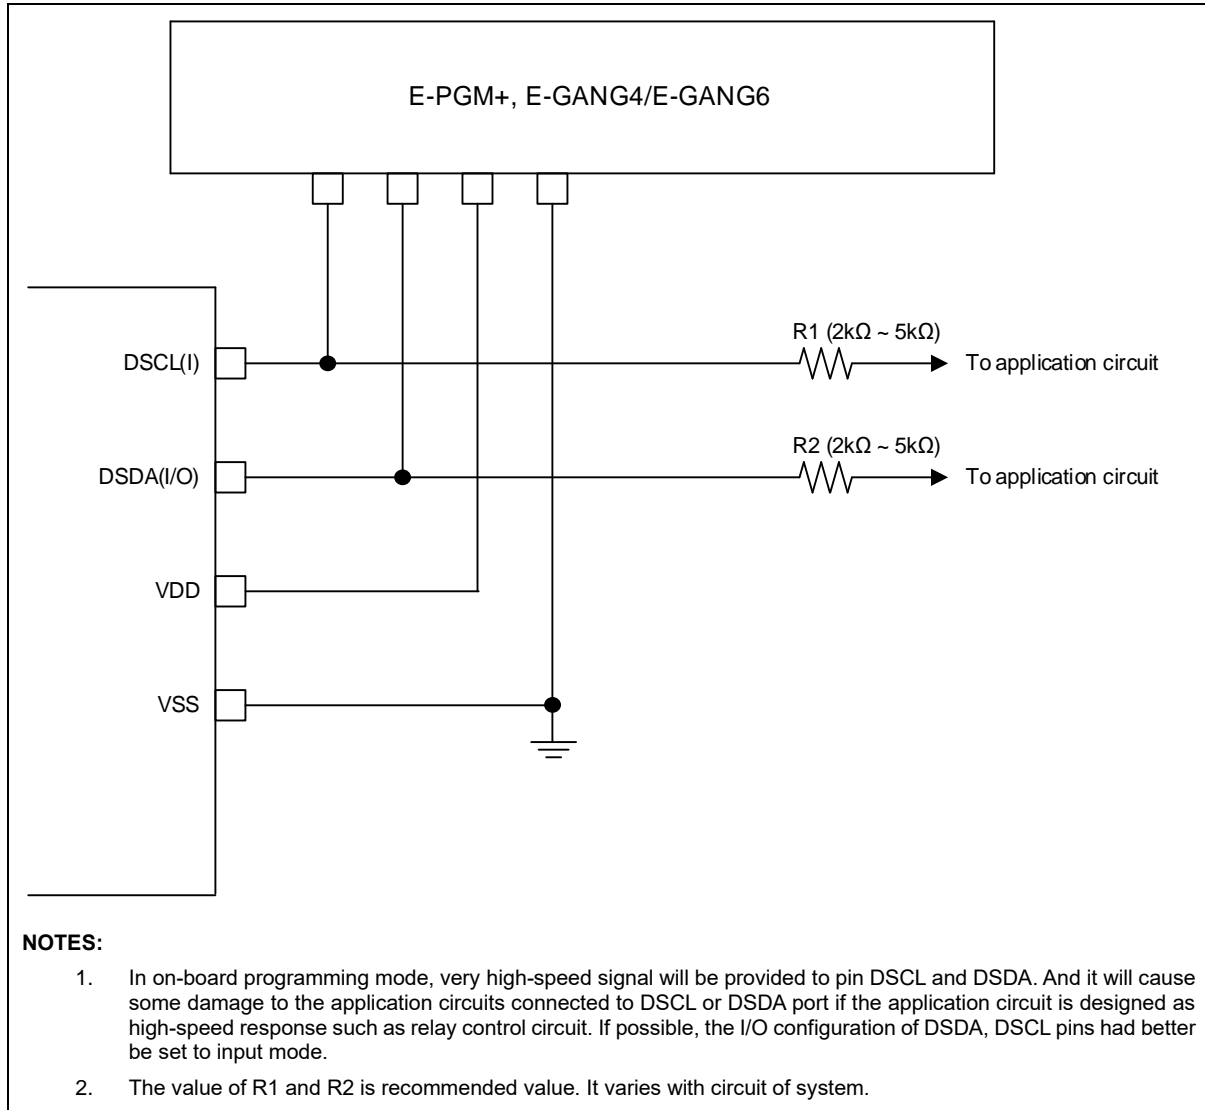 E-PGM+, E-GANG4/E-GANG6
R1 (2kΩ ~ 5kΩ)
DSCL(I)
To application circuit
R2 (2kΩ ~ 5kΩ)
DSDA(I/O)
To application circuit
VDD
VSS
NOTES:
1. In on-board programming mode, very high-speed signal will be provided to pin DSCL and DSDA. And it will cause
some damage to the application circuits connected to DSCL or DSDA port if the application circuit is designed as
high-speed response such as relay control circuit. If possible, the I/O configuration of DSDA, DSCL pins had better
be set to input mode.
2. The value of R1 and R2 is recommended value. It varies with circuit of system.